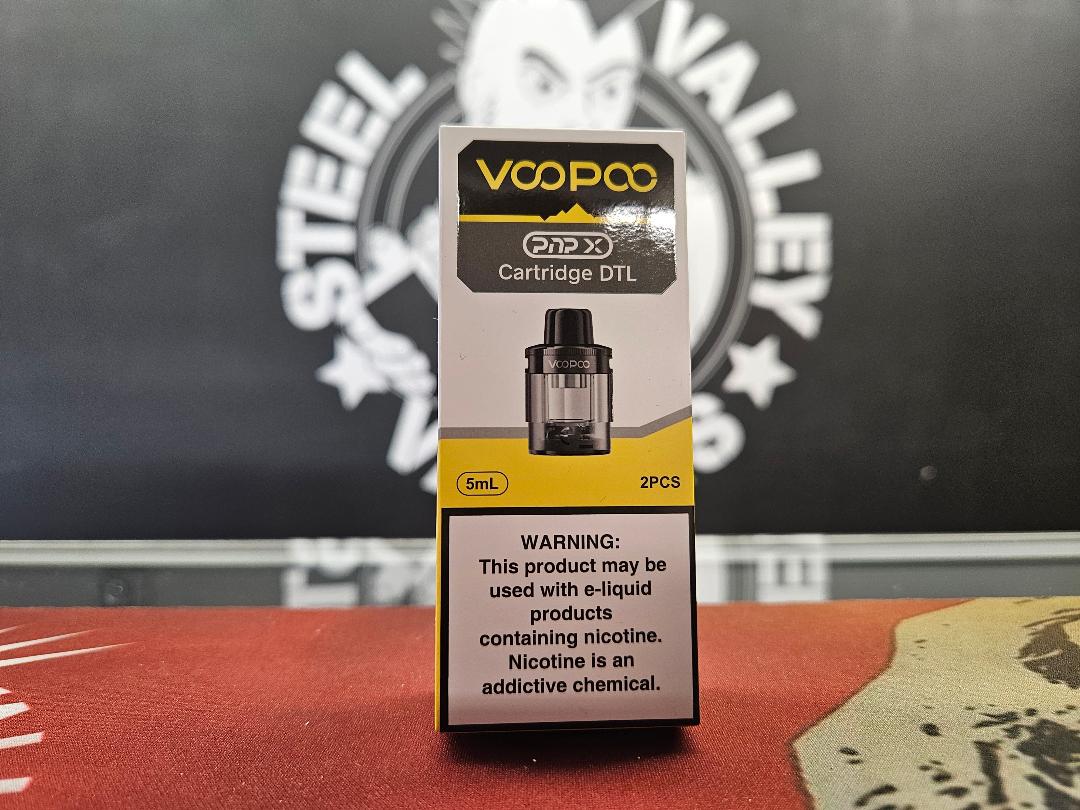 STEEL VALLEY
VOOPOO
PnP X
Cartridge DTL
VOOPOO
5mL
2PCS
WARNING:
This product may be
used with e-liquid
products
containing nicotine.
Nicotine is an
addictive chemical.